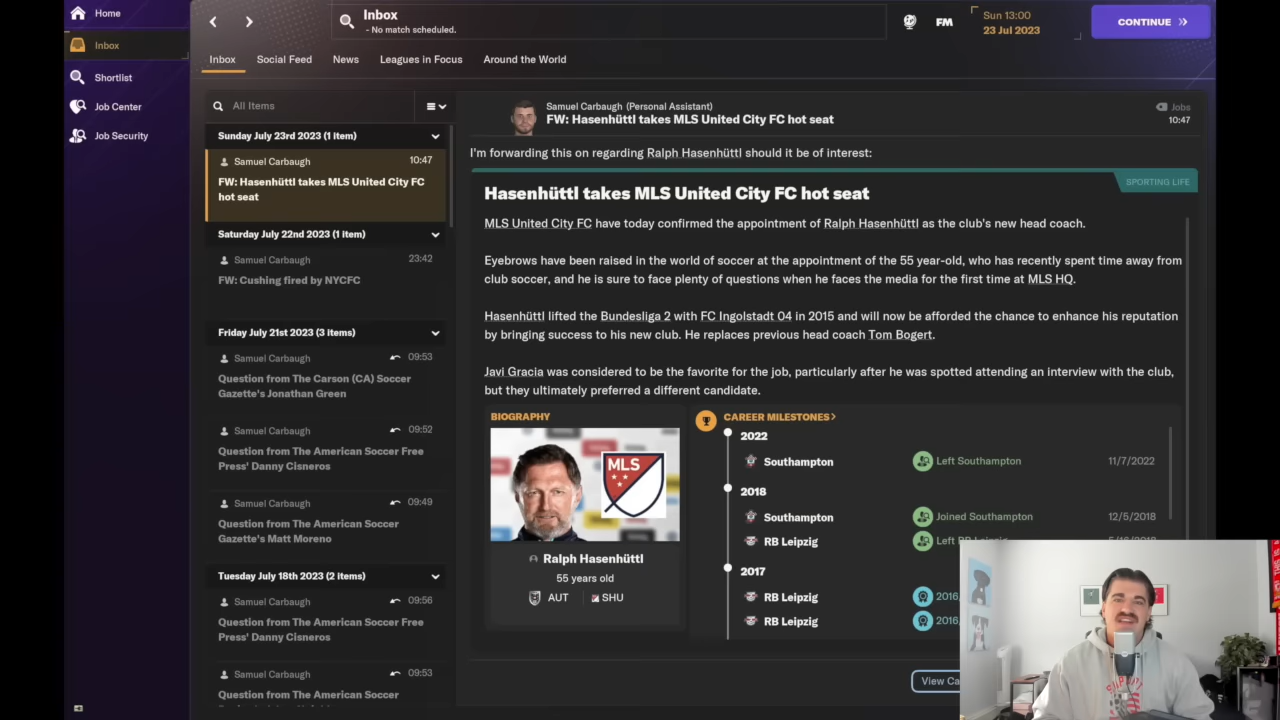 Home
Inbox
Shortlist
Job Center
Job Security
Inbox
- No match scheduled.
FM
Sun 13:00
23 Jul 2023
CONTINUE
Inbox
Social Feed
News
Leagues in Focus
Around the World
All Items
Sunday July 23rd 2023 (1 item)
Samuel Carbaugh
10:47
FW: Hasenhüttl takes MLS United City FC
hot seat
Saturday July 22nd 2023 (1 item)
Samuel Carbaugh
23:42
FW: Cushing fired by NYCFC
Friday July 21st 2023 (3 items)
Samuel Carbaugh
09:53
Question from The Carson (CA) Soccer
Gazette's Jonathan Green
Samuel Carbaugh
09:52
Question from The American Soccer Free
Press' Danny Cisneros
Samuel Carbaugh
09:49
Question from The American Soccer
Gazette's Matt Moreno
Tuesday July 18th 2023 (2 items)
Samuel Carbaugh
09:56
Question from The American Soccer Free
Press' Danny Cisneros
Samuel Carbaugh
09:53
Question from The American Soccer
Samuel Carbaugh (Personal Assistant)
FW: Hasenhüttl takes MLS United City FC hot seat
Jobs
10:47
I'm forwarding this on regarding Ralph Hasenhüttl should it be of interest:
SPORTING LIFE
Hasenhüttl takes MLS United City FC hot seat
MLS United City FC have today confirmed the appointment of Ralph Hasenhüttl as the club's new head coach.
Eyebrows have been raised in the world of soccer at the appointment of the 55 year-old, who has recently spent time away from
club soccer, and he is sure to face plenty of questions when he faces the media for the first time at MLS HQ.
Hasenhüttl lifted the Bundesliga 2 with FC Ingolstadt 04 in 2015 and will now be afforded the chance to enhance his reputation
by bringing success to his new club. He replaces previous head coach Tom Bogert.
Javi Gracia was considered to be the favorite for the job, particularly after he was spotted attending an interview with the club,
but they ultimately preferred a different candidate.
BIOGRAPHY
MLS
Ralph Hasenhüttl
55 years old
AUT
SHU
CAREER MILESTONES>
2022
Southampton
Left Southampton
11/7/2022
2018
Southampton
Joined Southampton
12/5/2018
RB Leipzig
Left RB Leipzig
5/16/2018
2017
RB Leipzig
2016
RB Leipzig
2016
View Ca